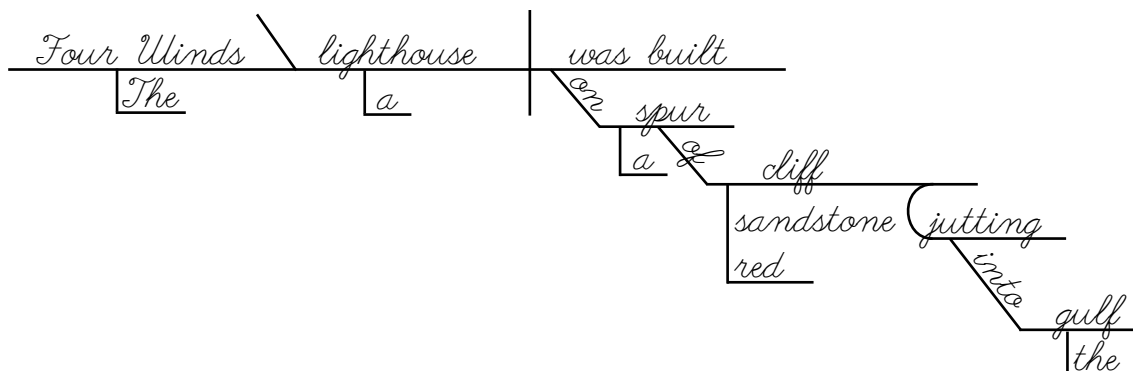 Four Winds lighthouse was built
The a
on
spur
a of
cliff
sandstone jutting
red into
gulf
the